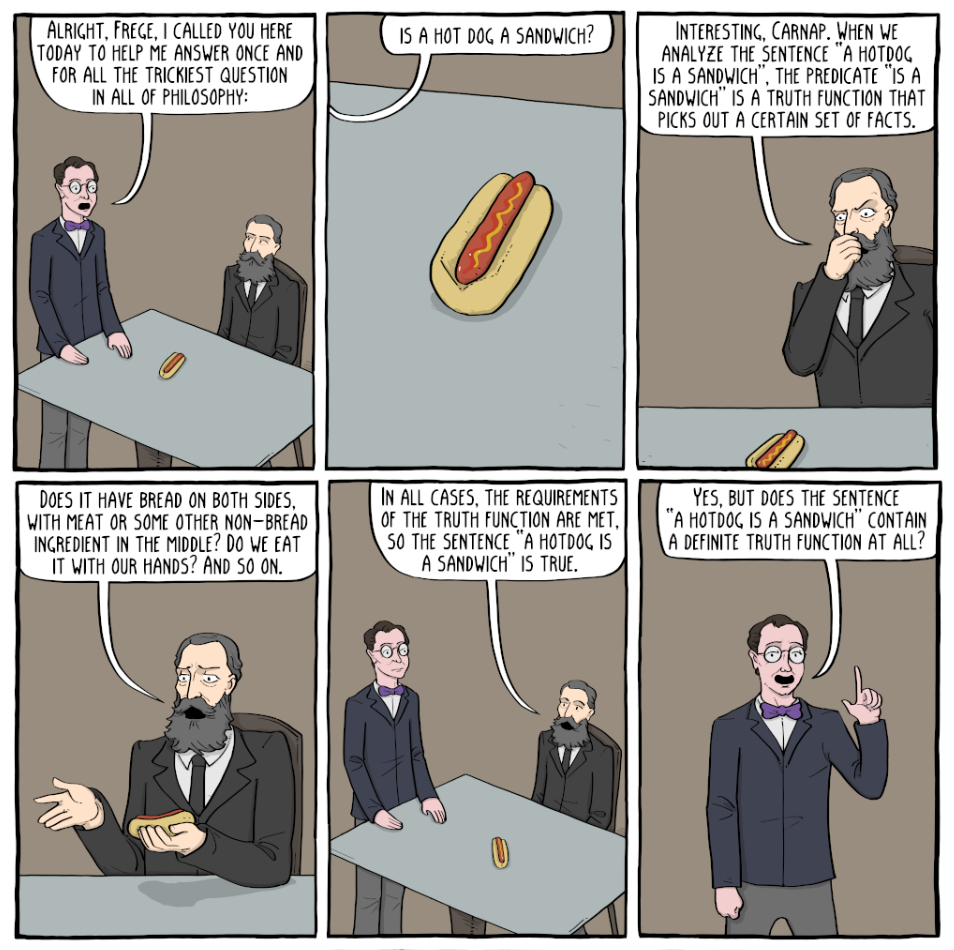 ALRIGHT, FREGE, I CALLED YOU HERE
TODAY TO HELP ME ANSWER ONCE AND
FOR ALL THE TRICKIEST QUESTION
IN ALL OF PHILOSOPHY:
IS A HOT DOG A SANDWICH?
INTERESTING, CARNAP. WHEN WE
ANALYZE THE SENTENCE "A HOTDOG
IS A SANDWICH", THE PREDICATE "IS A
SANDWICH" IS A TRUTH FUNCTION THAT
PICKS OUT A CERTAIN SET OF FACTS.
DOES IT HAVE BREAD ON BOTH SIDES,
WITH MEAT OR SOME OTHER NON-BREAD
INGREDIENT IN THE MIDDLE? DO WE EAT
IT WITH OUR HANDS? AND SO ON.
IN ALL CASES, THE REQUIREMENTS
OF THE TRUTH FUNCTION ARE MET,
SO THE SENTENCE "A HOTDOG IS
A SANDWICH" IS TRUE.
YES, BUT DOES THE SENTENCE
"A HOTDOG IS A SANDWICH" CONTAIN
A DEFINITE TRUTH FUNCTION AT ALL?